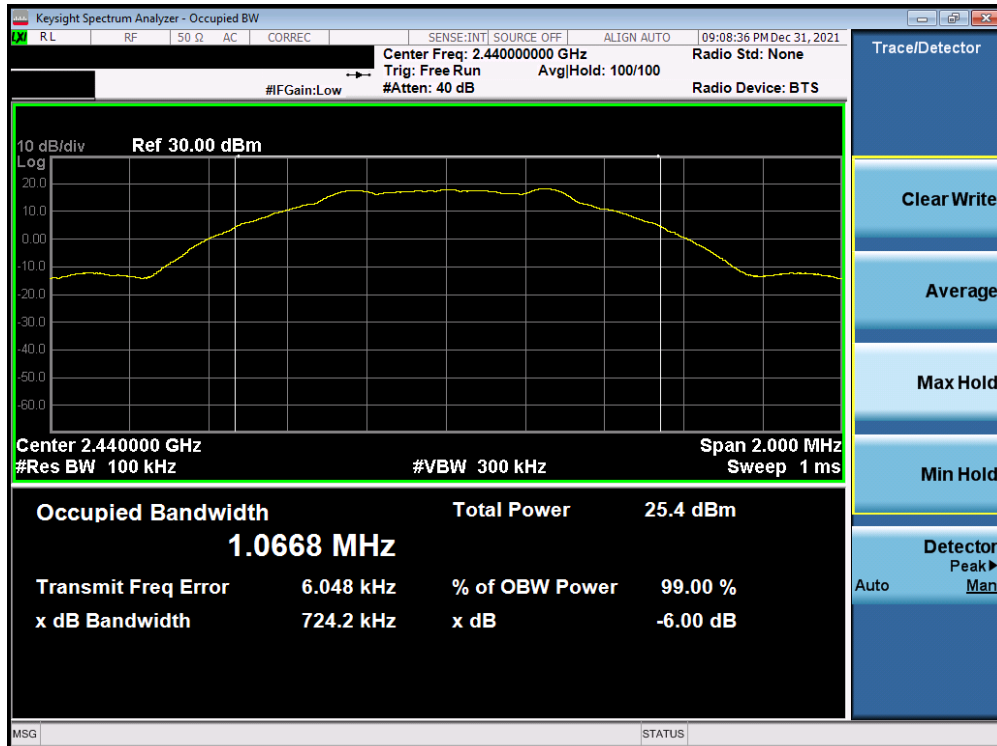 Keysight Spectrum Analyzer - Occupied BW
LXI RL RF 50 Ω AC CORREC SENSE:INT SOURCE OFF ALIGN AUTO 09:08:36 PM Dec 31, 2021
Center Freq: 2.440000000 GHz Radio Std: None
Trig: Free Run Avg|Hold: 100/100
#IFGain:Low #Atten: 40 dB Radio Device: BTS
10 dB/div Ref 30.00 dBm
Log
20.0
10.0
0.00
-10.0
-20.0
-30.0
-40.0
-50.0
-60.0
Center 2.440000 GHz Span 2.000 MHz
#Res BW 100 kHz #VBW 300 kHz Sweep 1 ms
Occupied Bandwidth Total Power 25.4 dBm
1.0668 MHz
Transmit Freq Error 6.048 kHz % of OBW Power 99.00 %
x dB Bandwidth 724.2 kHz x dB -6.00 dB
MSG STATUS
Trace/Detector
Clear Write
Average
Max Hold
Min Hold
Detector
Peak▶
Auto Man